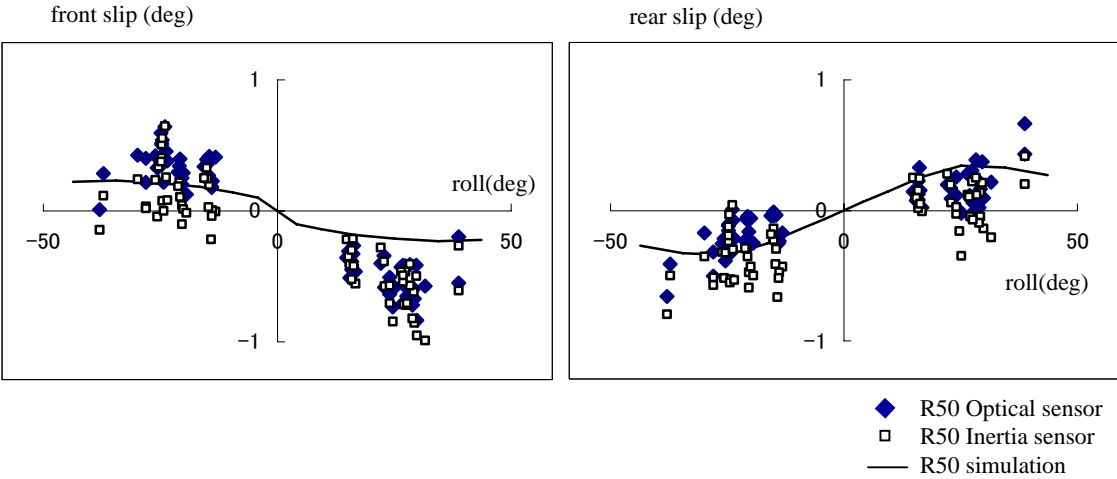 front slip (deg)
rear slip (deg)
1
roll(deg)
−50
0
50
−1
1
−50
0
50
roll(deg)
−1
R50 Optical sensor
R50 Inertia sensor
R50 simulation